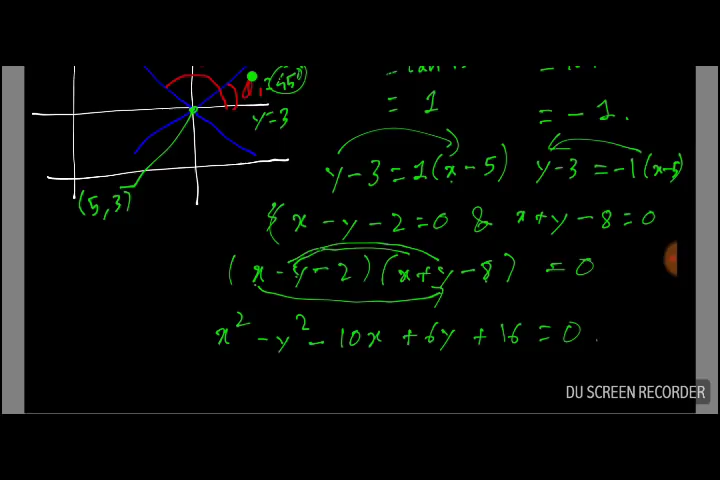 θ₁ = 45°
y=3
(5,3)
= 1
= - 1.
y-3=1(x-5) y-3 = -1(x-5)
x - y - 2 = 0 & x+y-8=0
(x-y-2)(x+y-8) = 0
x² - y² - 10x + 6y + 16 = 0.
DU SCREEN RECORDER